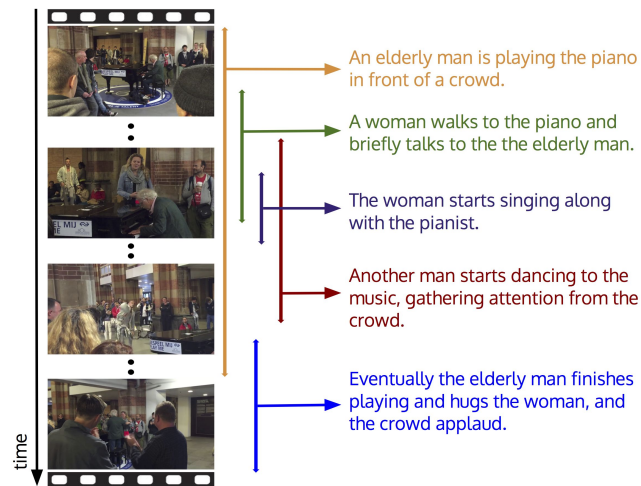 An elderly man is playing the piano
in front of a crowd.
A woman walks to the piano and
briefly talks to the the elderly man.
EEL MIJ
The woman starts singing along
with the pianist.
Another man starts dancing to the
music, gathering attention from the
crowd.
Eventually the elderly man finishes
playing and hugs the woman, and
the crowd applaud.
time